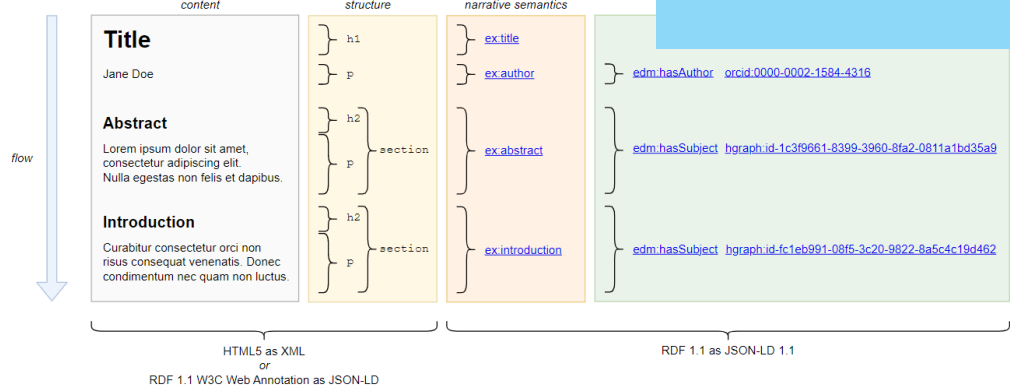 content
structure
narrative semantics
Title
h1
ex:title
Jane Doe
p
ex:author
edm:hasAuthor orcid:0000-0002-1584-4316
Abstract
h2
Lorem ipsum dolor sit amet,
consectetur adipiscing elit.
Nulla egestas non felis et dapibus.
p
section
ex:abstract
edm:hasSubject hgraph:id-1c3f9661-8399-3960-8fa2-0811a1bd35a9
flow
Introduction
h2
Curabitur consectetur orci non
risus consequat venenatis. Donec
condimentum nec quam non luctus.
p
section
ex:introduction
edm:hasSubject hgraph:id-fc1eb991-08f5-3c20-9822-8a5c4c19d462
HTML5 as XML
or
RDF 1.1 W3C Web Annotation as JSON-LD
RDF 1.1 as JSON-LD 1.1